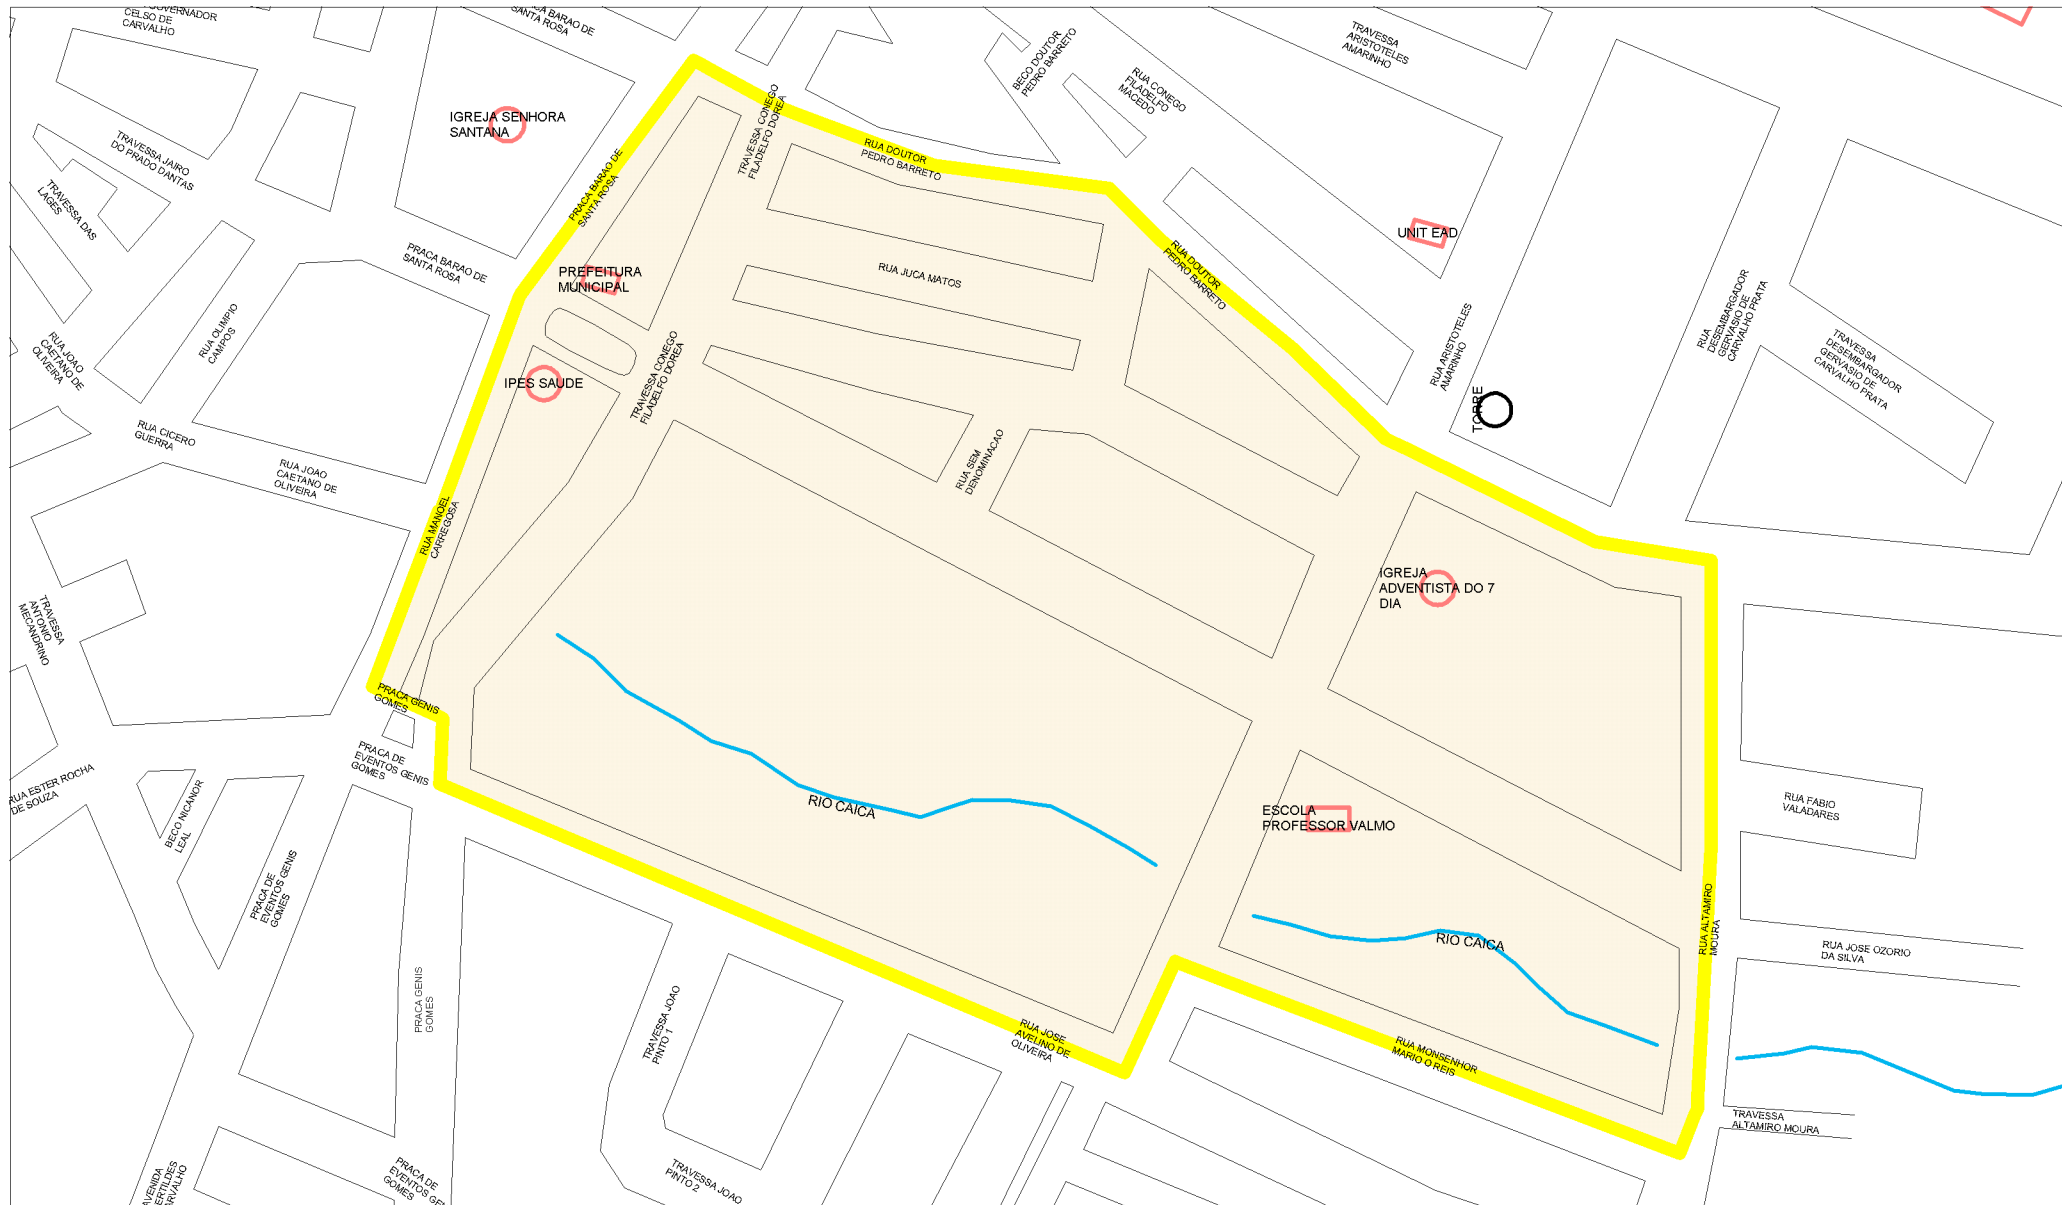 GOVERNADOR
CELSO DE
CARVALHO
SANTA ROSA
BARAO DE
SANTA ROSA
TRAVESSA
ARISTOTELES
AMARINHO
BECO DOUTOR
PEDRO BARRETO
RUA CONEGO
FILADELFO
MACEDO
IGREJA SENHORA
SANTANA
TRAVESSA CONEGO
FILADELFO DOREA
TRAVESSA JAIRO
DO PRADO DANTAS
RUA DOUTOR
PEDRO BARRETO
PRACA BARAO DE
SANTA ROSA
TRAVESSA DAS
LAGES
UNIT EAD
PRACA BARAO DE
SANTA ROSA
RUA DOUTOR
PEDRO BARRETO
PREFEITURA
MUNICIPAL
RUA JUCA MATOS
RUA
DESEMBARGADOR
GERVASIO DE
CARVALHO PRATA
RUA OLIMPIO
CAMPOS
RUA JOAO
CAETANO DE
OLIVEIRA
RUA ARISTOTELES
AMARINHO
TRAVESSA
DESEMBARGADOR
GERVASIO DE
CARVALHO PRATA
IPES SAUDE
TRAVESSA CONEGO
FILADELFO DOREA
TORRE
RUA CICERO
GUERRA
RUA JOAO
CAETANO DE
OLIVEIRA
RUA SEM
DENOMINACAO
RUA MANOEL
CARREGOSA
IGREJA
ADVENTISTA DO 7
DIA
TRAVESSA
ANTONIO
MECANDRINO
PRACA GENIS
GOMES
PRACA DE
EVENTOS GENIS
GOMES
RUA ESTER ROCHA
DE SOUZA
BECO NICANOR
LEAL
RIO CAICA
ESCOLA
PROFESSOR VALMO
RUA FABIO
VALADARES
PRACA DE
EVENTOS GENIS
GOMES
RUA ALTAMIRO
MOURA
RIO CAICA
RUA JOSE OZORIO
DA SILVA
PRACA GENIS
GOMES
TRAVESSA JOAO
PINTO 1
RUA JOSE
AVELINO DE
OLIVEIRA
RUA MONSENHOR
MARIO O REIS
TRAVESSA
ALTAMIRO MOURA
TRAVESSA JOAO
PINTO 2
PRACA DE
EVENTOS GEN
GOMES
AVENIDA